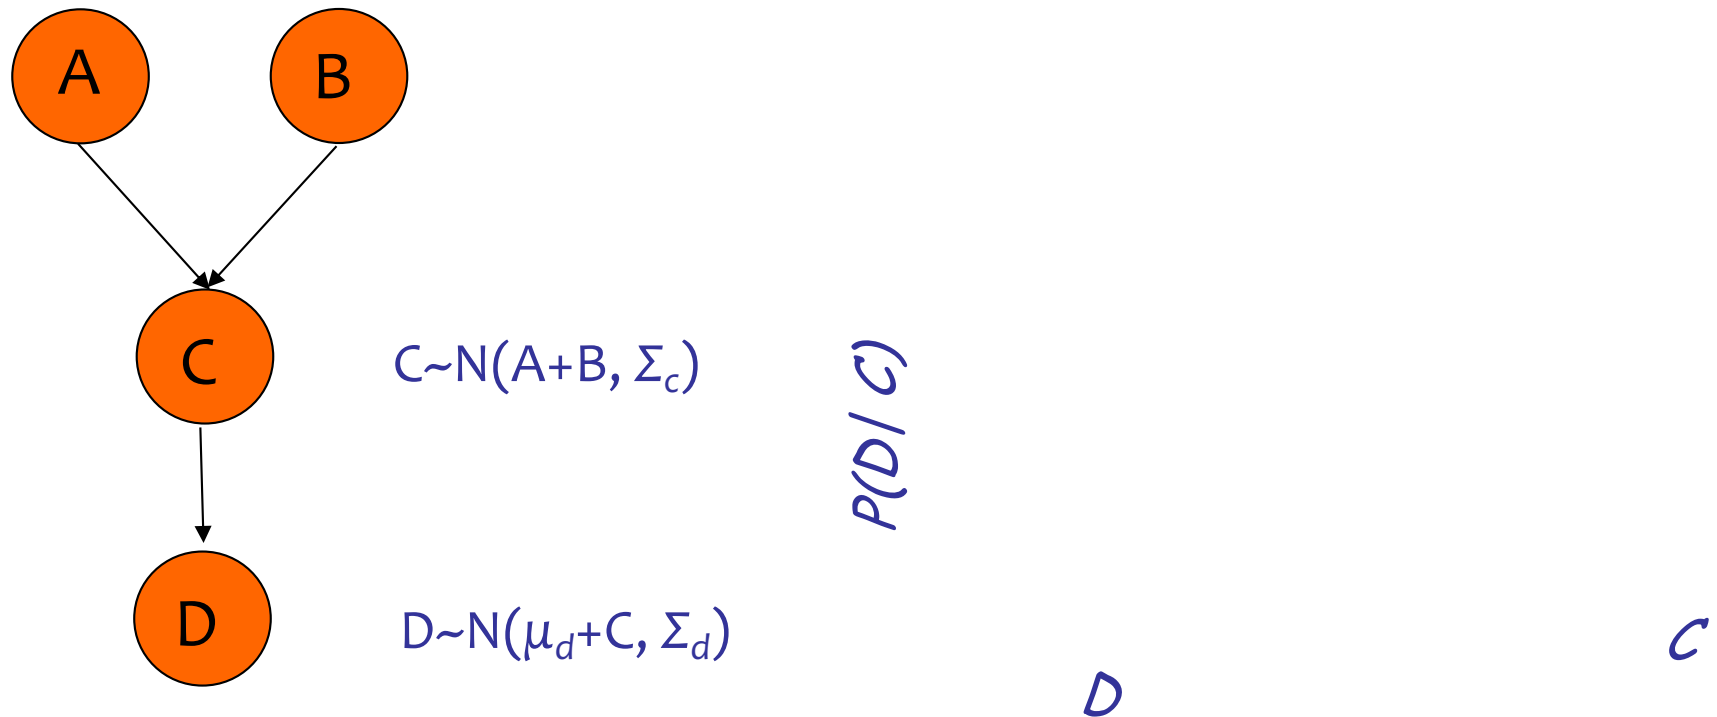 A
B
C
C~N(A+B, Σc)
P(D| C)
D
D~N(μd+C, Σd)
C
D